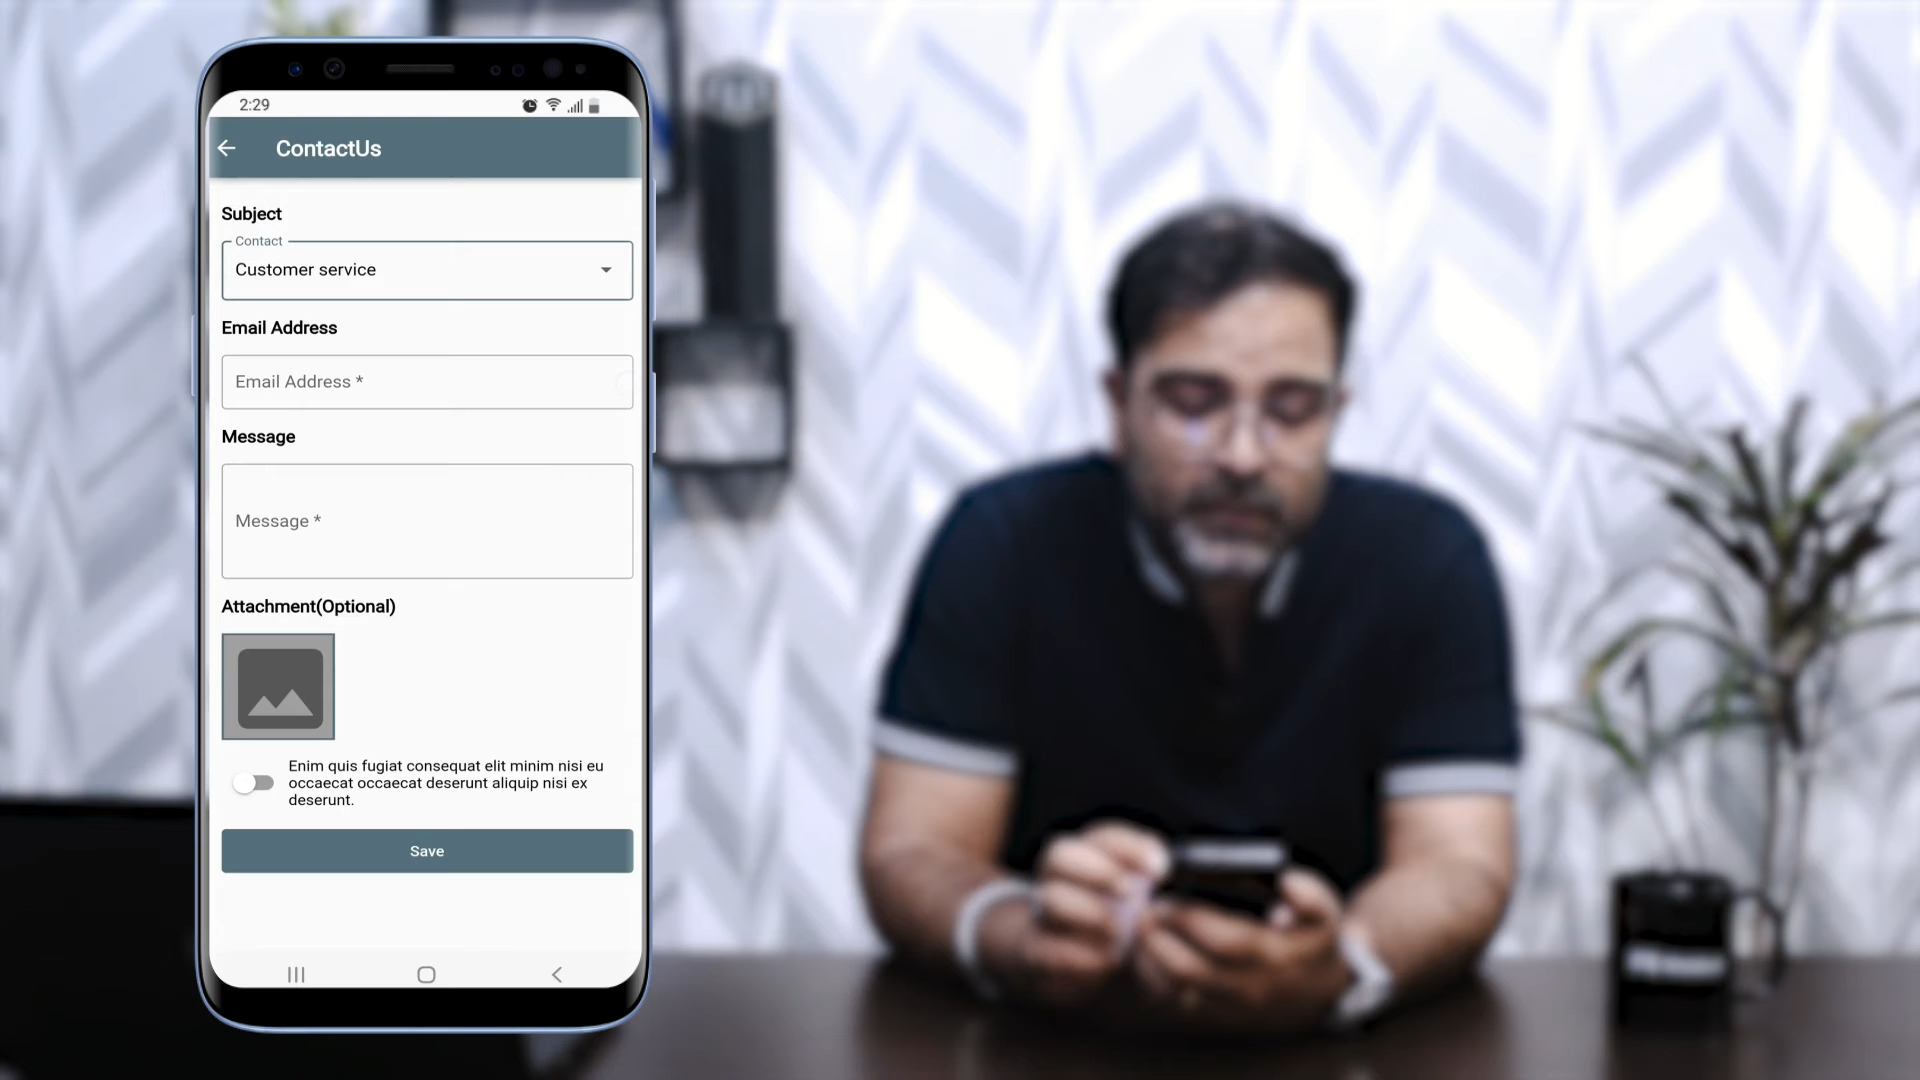 2:29
ContactUs
Subject
Contact
Customer service
Email Address
Email Address *
Message
Message *
Attachment(Optional)
Enim quis fugiat consequat elit minim nisi eu
occaecat occaecat deserunt aliquip nisi ex
deserunt.
Save